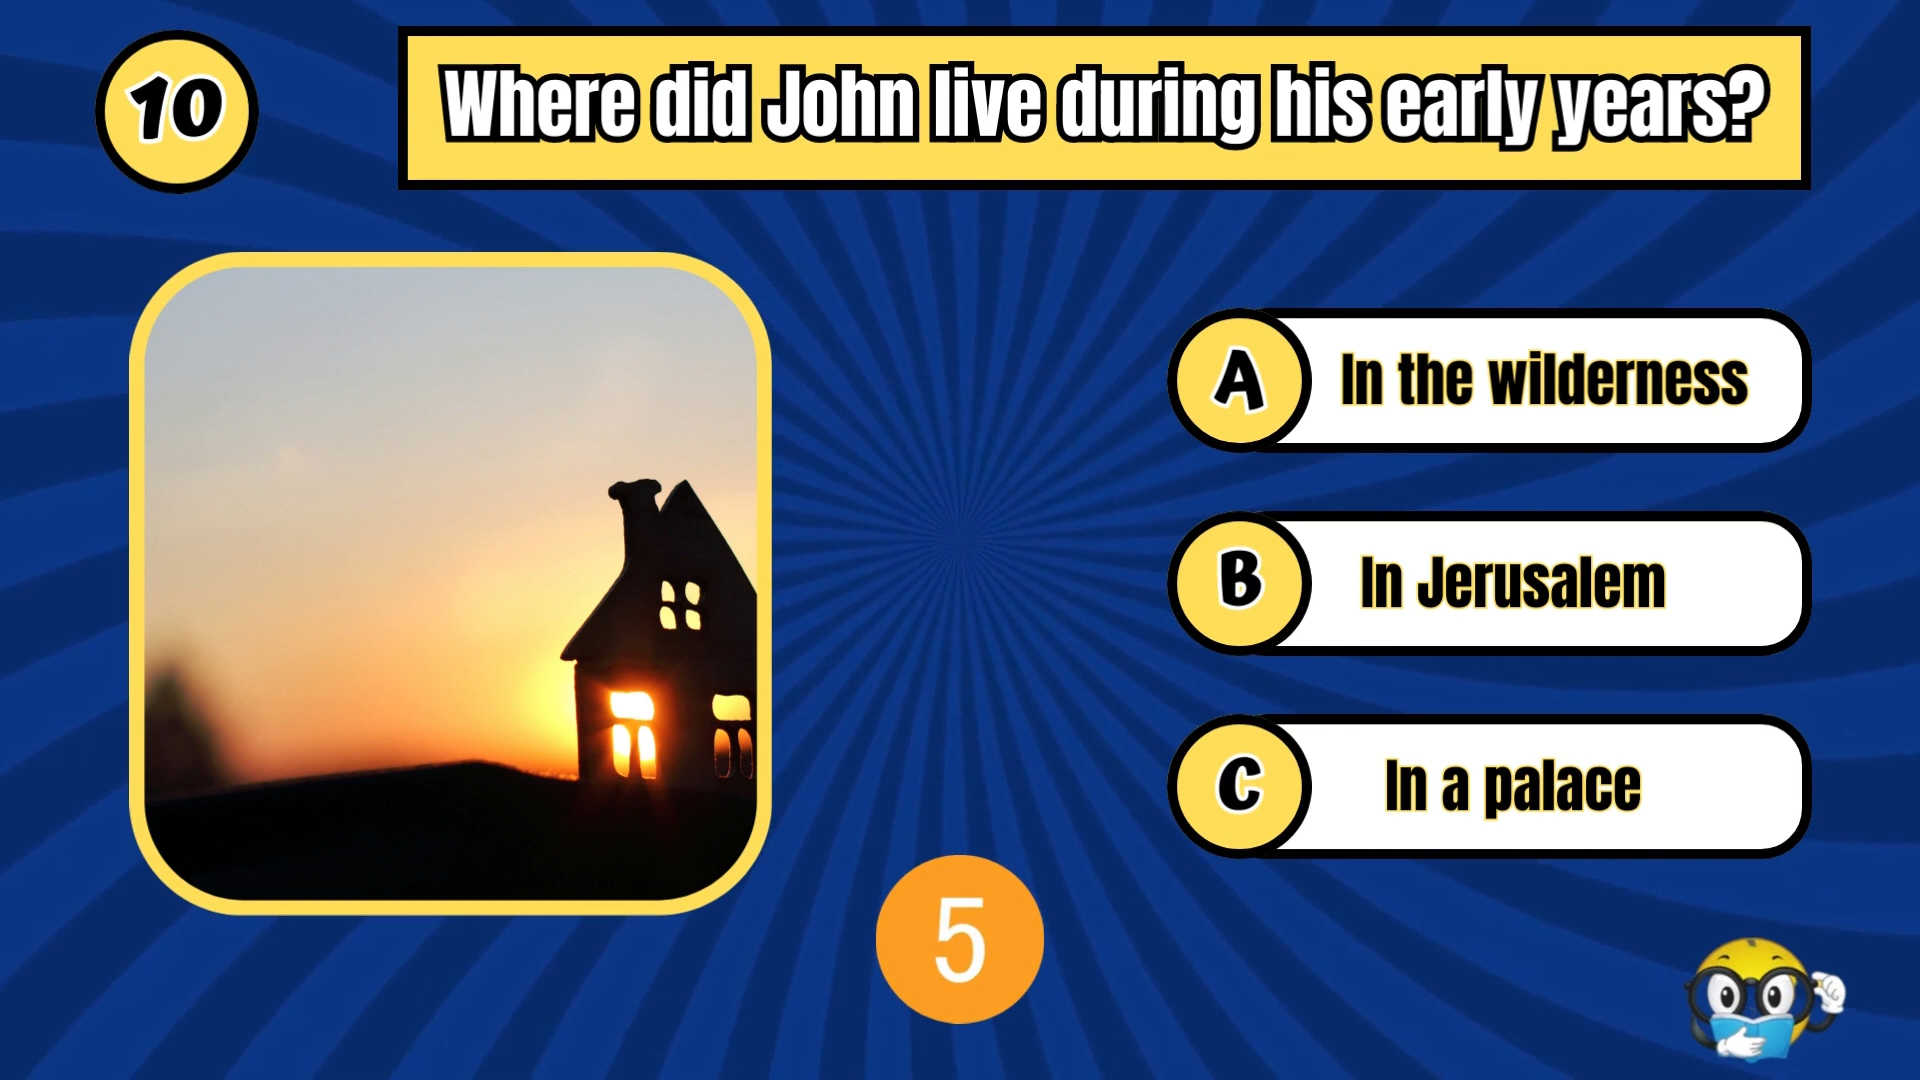 10
Where did John live during his early years?
A In the wilderness
B In Jerusalem
C In a palace
5